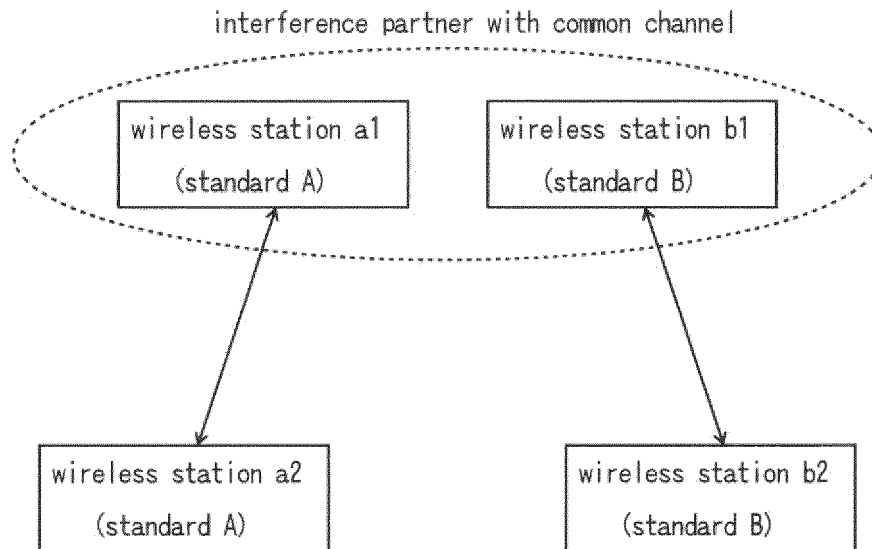 interference partner with common channel
wireless station a1
(standard A)
wireless station b1
(standard B)
wireless station a2
(standard A)
wireless station b2
(standard B)